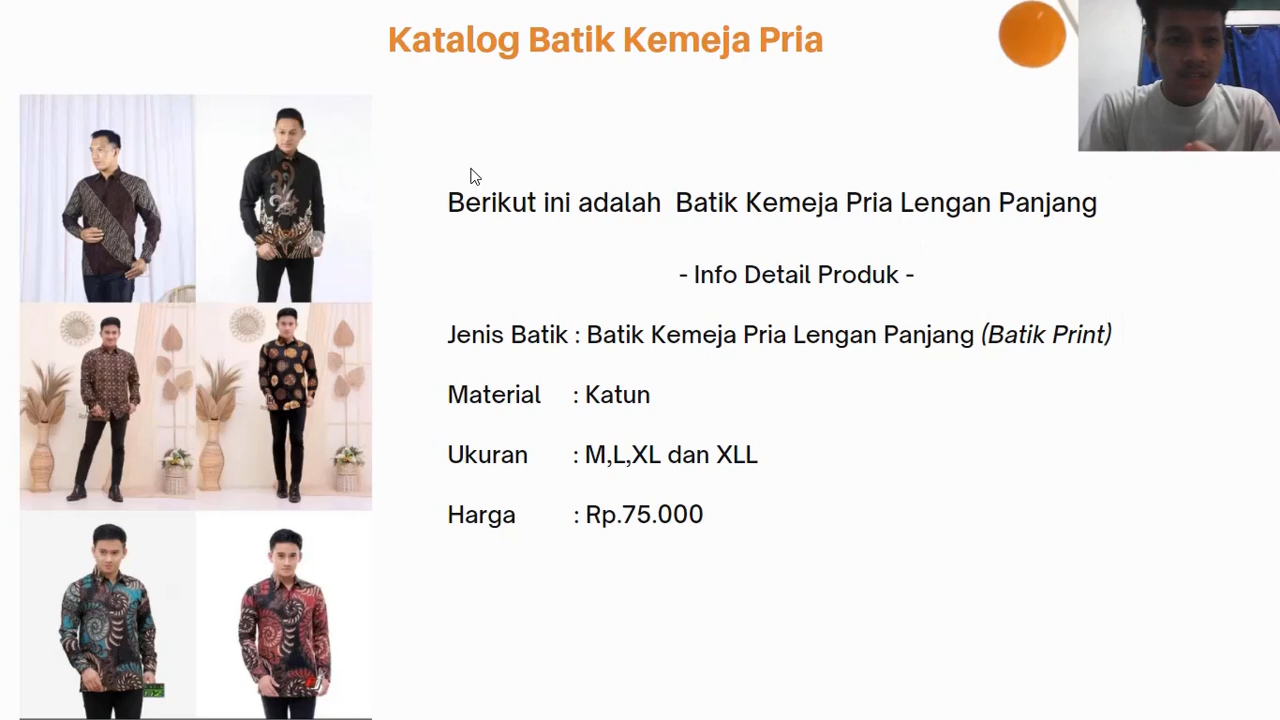 Katalog Batik Kemeja Pria
Berikut ini adalah Batik Kemeja Pria Lengan Panjang
- Info Detail Produk -
Jenis Batik : Batik Kemeja Pria Lengan Panjang (Batik Print)
Material : Katun
Ukuran : M,L,XL dan XLL
Harga : Rp.75.000